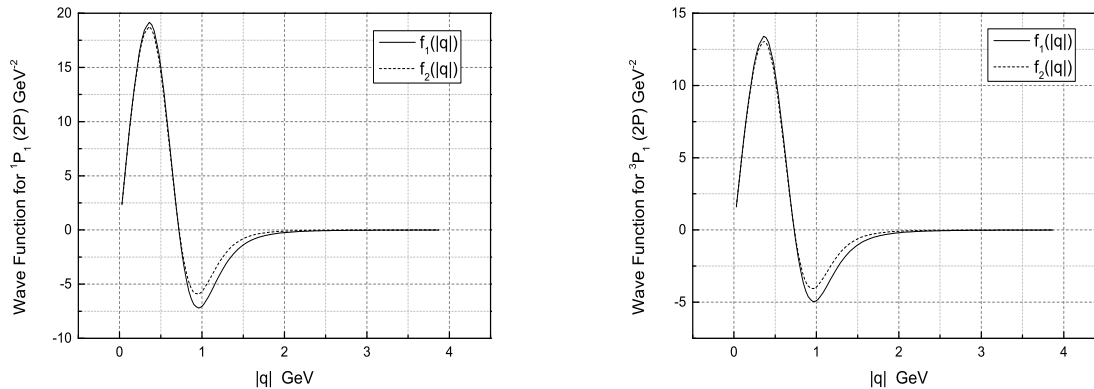 Wave Function for ¹P₁ (2P) GeV⁻²
20
15
10
5
0
-5
-10
f₁(|q|)
f₂(|q|)
0 1 2 3 4
|q| GeV
Wave Function for ³P₁ (2P) GeV⁻²
15
10
5
0
-5
f₁(|q|)
f₂(|q|)
0 1 2 3 4
|q| GeV